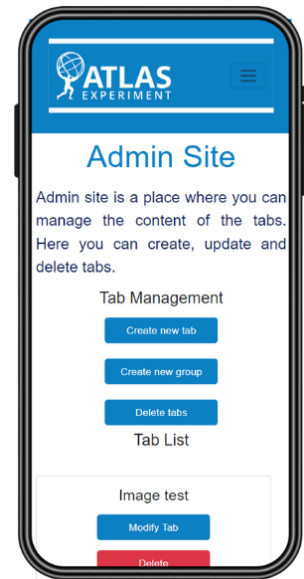 ATLAS
EXPERIMENT
Admin Site
Admin site is a place where you can
manage the content of the tabs.
Here you can create, update and
delete tabs.
Tab Management
Create new tab
Create new group
Delete tabs
Tab List
Image test
Modify Tab
Delete